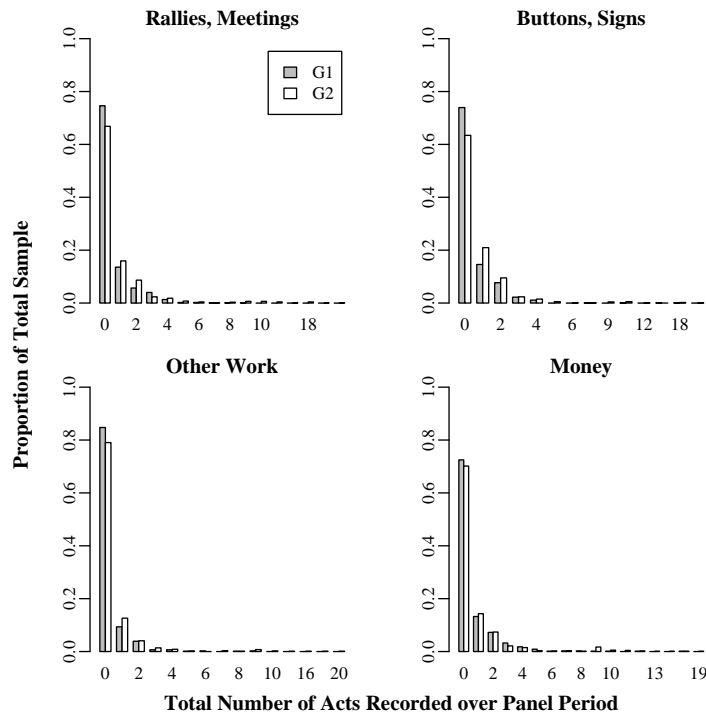 Rallies, Meetings
1.0
0.8
0.6
0.4
0.2
0.0
G1
G2
0 2 4 6 8 10 18
Buttons, Signs
1.0
0.8
0.6
0.4
0.2
0.0
0 2 4 6 9 12 18
Other Work
1.0
0.8
0.6
0.4
0.2
0.0
0 2 4 6 9 10 16 20
Money
1.0
0.8
0.6
0.4
0.2
0.0
0 2 4 6 8 10 13 19
Proportion of Total Sample
Total Number of Acts Recorded over Panel Period